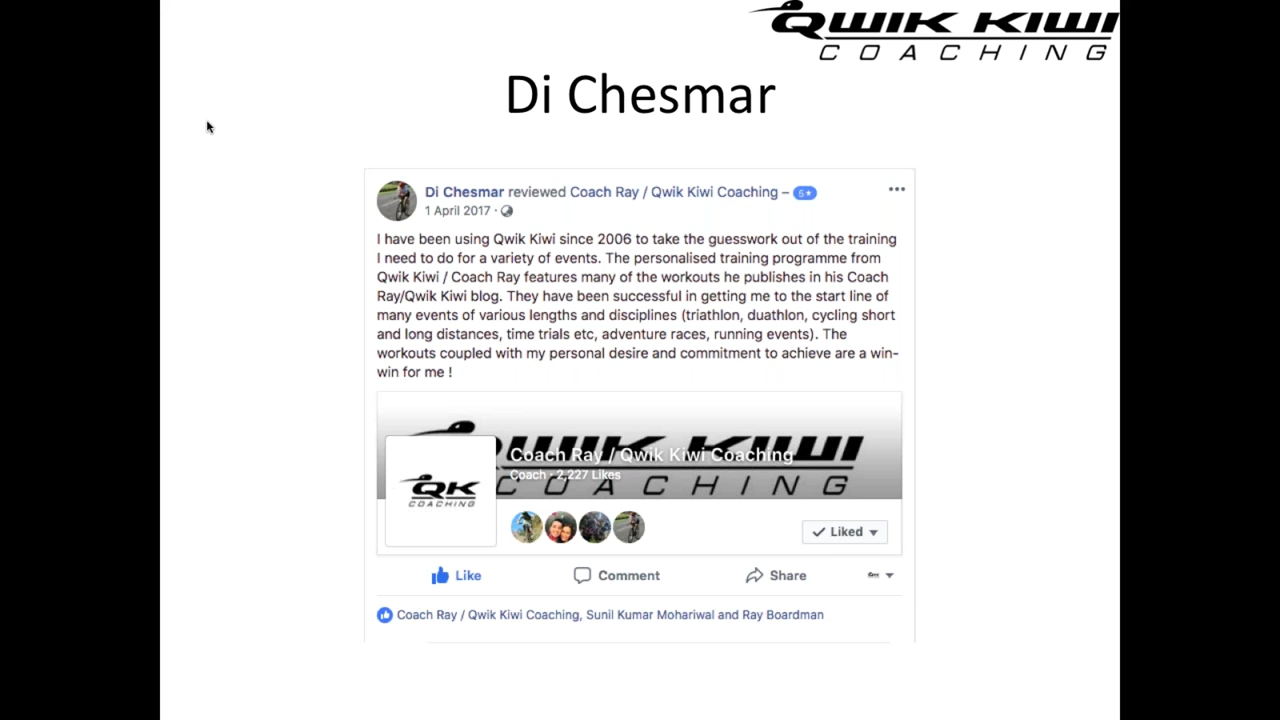 QWIK KIWI
COACHING
Di Chesmar
Di Chesmar reviewed Coach Ray / Qwik Kiwi Coaching – 5★
1 April 2017 ·
I have been using Qwik Kiwi since 2006 to take the guesswork out of the training
I need to do for a variety of events. The personalised training programme from
Qwik Kiwi / Coach Ray features many of the workouts he publishes in his Coach
Ray/Qwik Kiwi blog. They have been successful in getting me to the start line of
many events of various lengths and disciplines (triathlon, duathlon, cycling short
and long distances, time trials etc, adventure races, running events). The
workouts coupled with my personal desire and commitment to achieve are a win-
win for me !
QWIK KIWI
COACHING
Coach Ray / Qwik Kiwi Coaching
Coach · 2,227 Likes
QK
COACHING
Liked
Like
Comment
Share
Coach Ray / Qwik Kiwi Coaching, Sunil Kumar Mohariwal and Ray Boardman